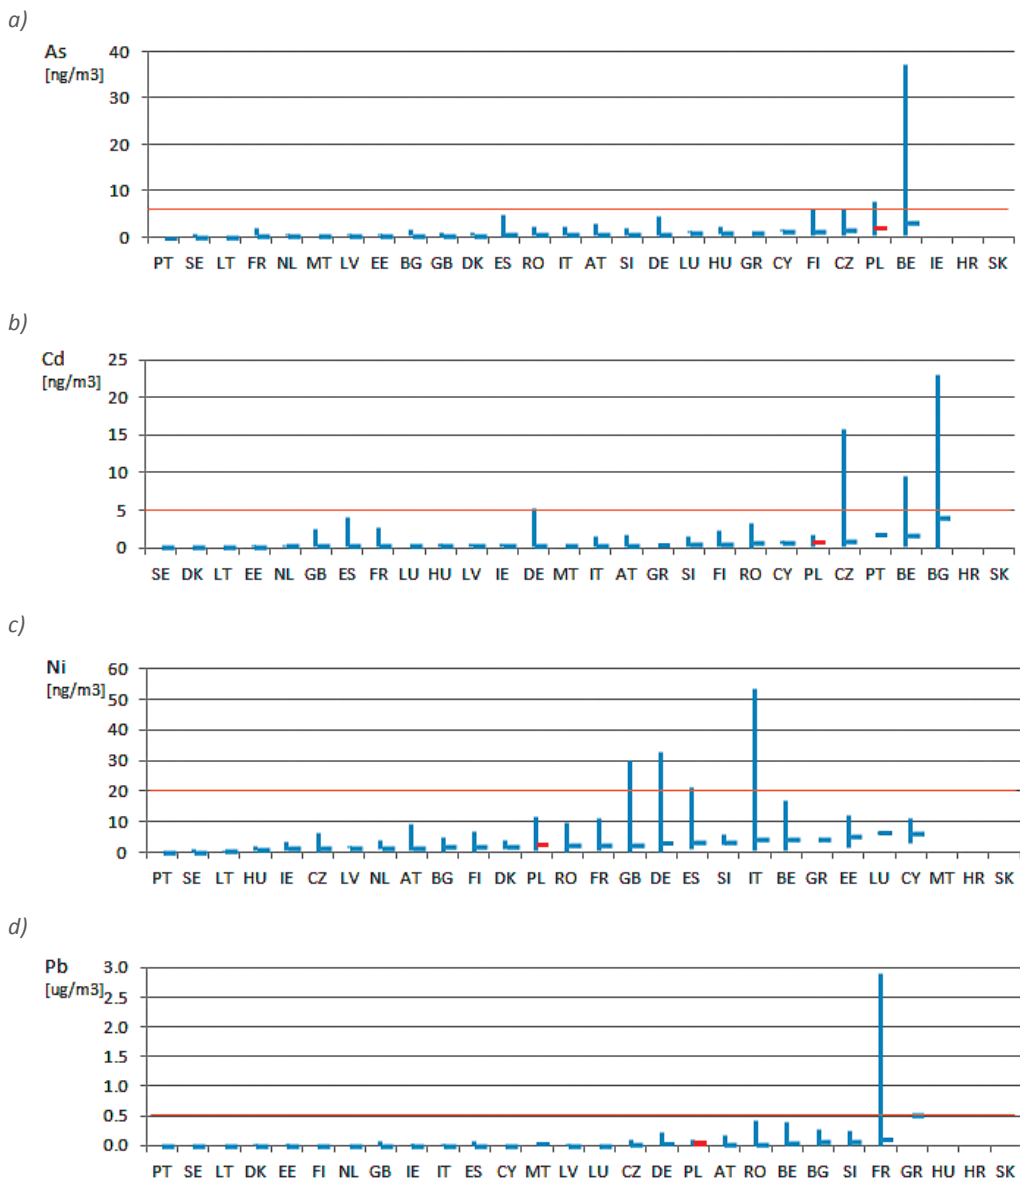 a)
As
[ng/m3]
40
30
20
10
0
PT SE LT FR NL MT LV EE BG GB DK ES RO IT AT SI DE LU HU GR CY FI CZ PL BE IE HR SK
b)
Cd
[ng/m3]
25
20
15
10
5
0
SE DK LT EE NL GB ES FR LU HU LV IE DE MT IT AT GR SI FI RO CY PL CZ PT BE BG HR SK
c)
Ni
[ng/m3]
60
50
40
30
20
10
0
PT SE LT HU IE CZ LV NL AT BG FI DK PL RO FR GB DE ES SI IT BE GR EE LU CY MT HR SK
d)
Pb
[ug/m3]
3.0
2.5
2.0
1.5
1.0
0.5
0.0
PT SE LT DK EE FI NL GB IE IT ES CY MT LV LU CZ DE PL AT RO BE BG SI FR GR HU HR SK